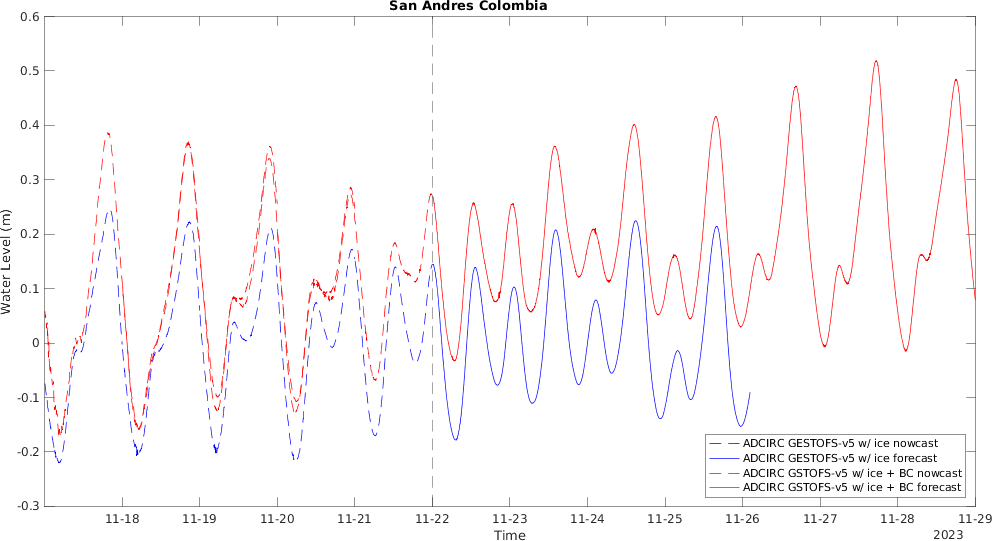 San Andres Colombia
0.6
0.5
0.4
0.3
0.2
0.1
0
-0.1
-0.2
-0.3
Water Level (m)
ADCIRC GESTOFS-v5 w/ ice nowcast
ADCIRC GESTOFS-v5 w/ ice forecast
ADCIRC GSTOFS-v5 w/ ice + BC nowcast
ADCIRC GSTOFS-v5 w/ ice + BC forecast
11-18 11-19 11-20 11-21 11-22 11-23 11-24 11-25 11-26 11-27 11-28 11-29
Time
2023